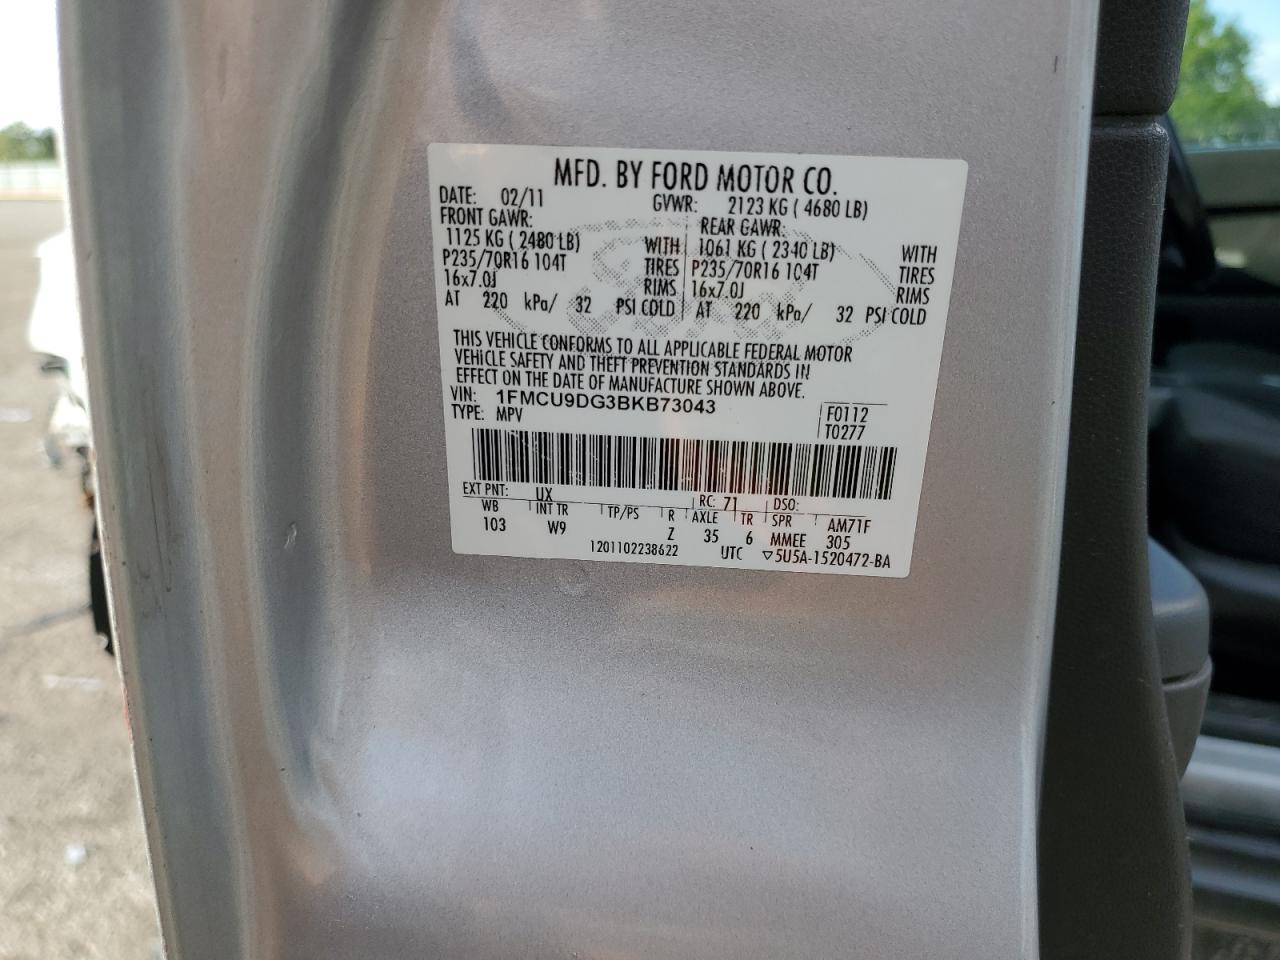 MFD. BY FORD MOTOR CO.
DATE: 02/11 GVWR: 2123 KG ( 4680 LB)
FRONT GAWR: REAR GAWR:
1125 KG ( 2480 LB) WITH 1061 KG ( 2340 LB) WITH
P235/70R16 104T TIRES P235/70R16 104T TIRES
16x7.0J RIMS 16x7.0J RIMS
AT 220 kPa/ 32 PSI COLD AT 220 kPa/ 32 PSI COLD
THIS VEHICLE CONFORMS TO ALL APPLICABLE FEDERAL MOTOR
VEHICLE SAFETY AND THEFT PREVENTION STANDARDS IN
EFFECT ON THE DATE OF MANUFACTURE SHOWN ABOVE.
VIN: 1FMCU9DG3BKB73043 F0112
TYPE: MPV T0277
EXT PNT: UX RC: 71 DSO:
WB INT TR TP/PS R AXLE TR SPR AM71F
103 W9 Z 35 6 MMEE 305
1201102238622 UTC ▽5U5A-1520472-BA